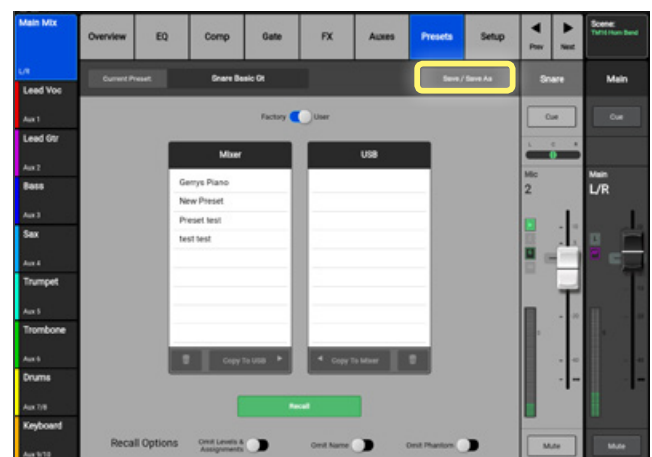 Main Mix
L/R
Overview
EQ
Comp
Gate
FX
Auxes
Presets
Setup
Prev
Next
Scene:
TM16 Horn Band
Current Preset:
Snare Basic Gt
Save / Save As
Snare
Main
Lead Voc
Aux 1
Lead Gtr
Aux 2
Bass
Aux 3
Sax
Aux 4
Trumpet
Aux 5
Trombone
Aux 6
Drums
Aux 7/8
Keyboard
Aux 9/10
Factory
User
Mixer
USB
Gerrys Piano
New Preset
Preset test
test test
Copy To USB
Copy To Mixer
Recall
Recall Options
Omit Levels &
Assignments
Omit Name
Omit Phantom
Cue
Cue
L C R
Mic
2
Main
L/R
Mute
Mute